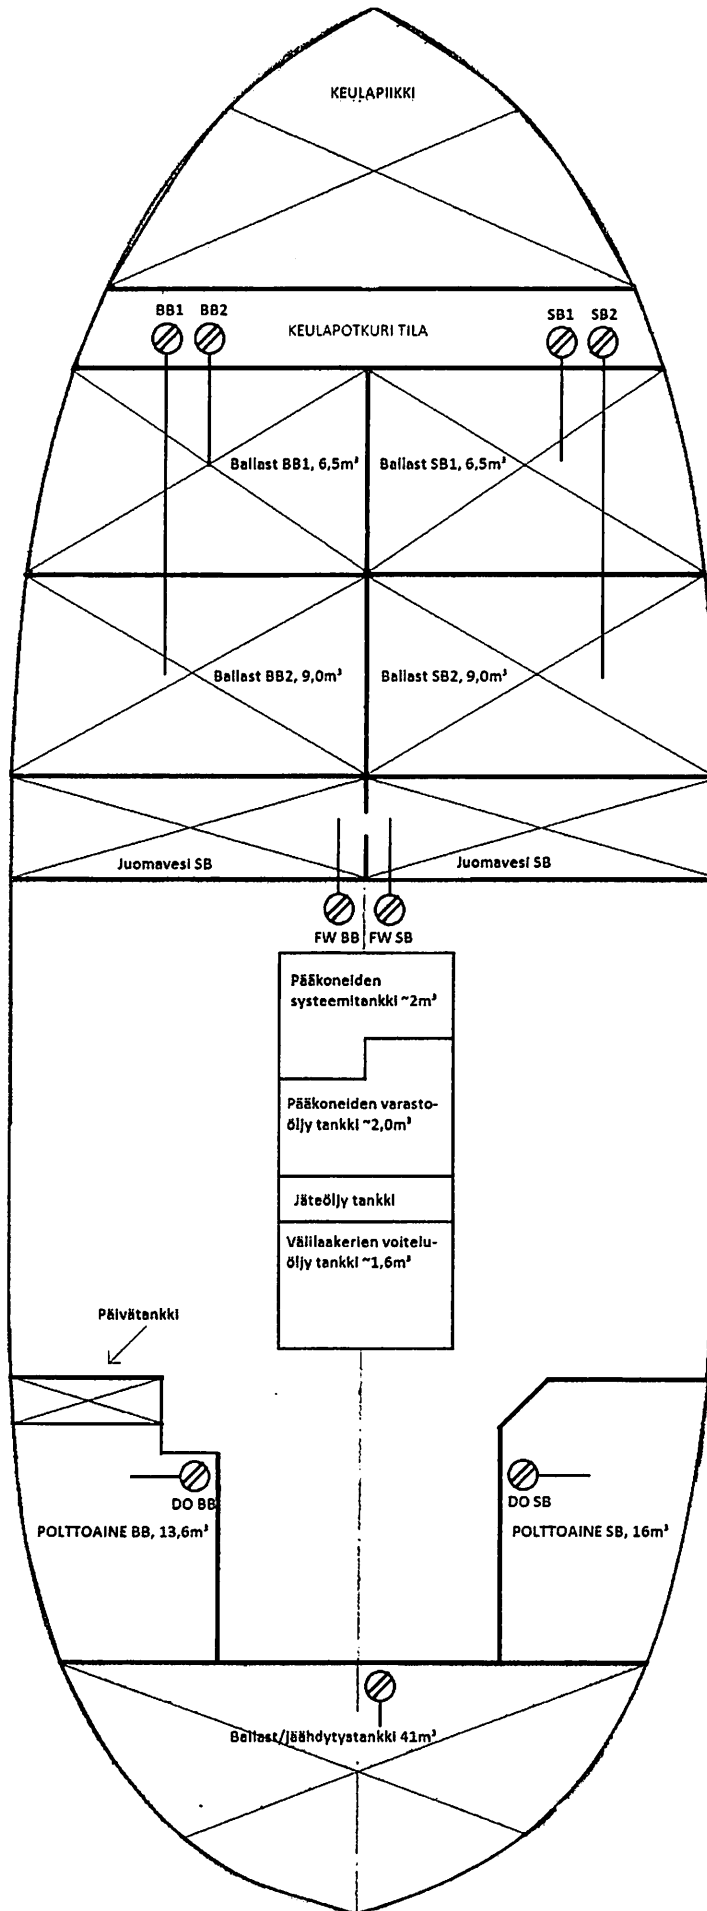 KEULAPIIKKI
BB1 BB2
SB1 SB2
KEULAPOTKURI TILA
Ballast BB1, 6,5m³
Ballast SB1, 6,5m³
Ballast BB2, 9,0m³
Ballast SB2, 9,0m³
Juomavesi SB
Juomavesi SB
FW BB
FW SB
Pääkoneiden
systeemitankki ~2m³
Pääkoneiden varasto-
öljy tankki ~2,0m³
Jäteöljy tankki
Välilaakerien voitelu-
öljy tankki ~1,6m³
Päivätankki
DO BB
DO SB
POLTTOAINE BB, 13,6m³
POLTTOAINE SB, 16m³
Ballast/jäähdytystankki 41m³